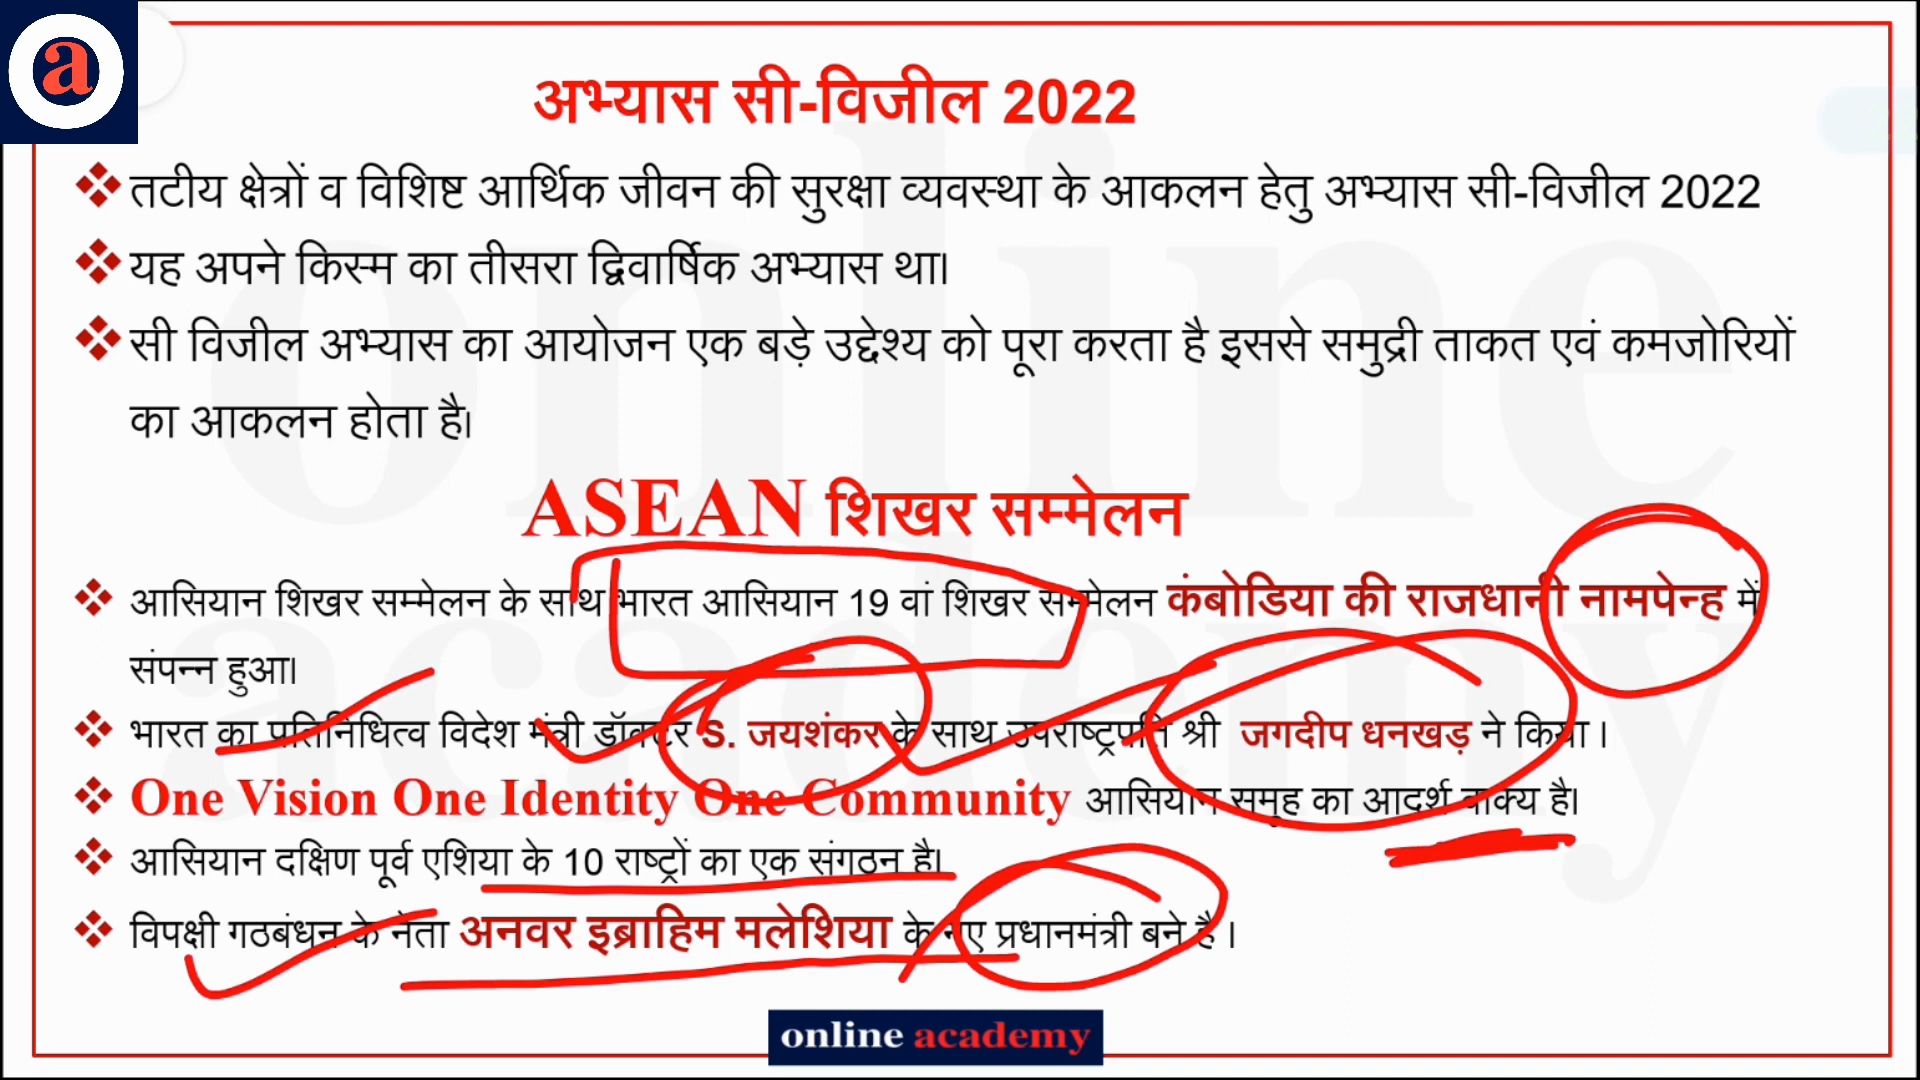 a
अभ्यास सी-विजील 2022
तटीय क्षेत्रों व विशिष्ट आर्थिक जीवन की सुरक्षा व्यवस्था के आकलन हेतु अभ्यास सी-विजील 2022
यह अपने किस्म का तीसरा द्विवार्षिक अभ्यास था।
सी विजील अभ्यास का आयोजन एक बड़े उद्देश्य को पूरा करता है इससे समुद्री ताकत एवं कमजोरियों
का आकलन होता है।
ASEAN शिखर सम्मेलन
आसियान शिखर सम्मेलन के साथ भारत आसियान 19 वां शिखर सम्मेलन कंबोडिया की राजधानी नामपेन्ह में
संपन्न हुआ।
भारत का प्रतिनिधित्व विदेश मंत्री डॉक्टर S. जयशंकर के साथ उपराष्ट्रपति श्री जगदीप धनखड़ ने किया ।
One Vision One Identity One Community आसियान समुह का आदर्श वाक्य है।
आसियान दक्षिण पूर्व एशिया के 10 राष्ट्रों का एक संगठन है।
विपक्षी गठबंधन के नेता अनवर इब्राहिम मलेशिया के नए प्रधानमंत्री बने है ।
online academy